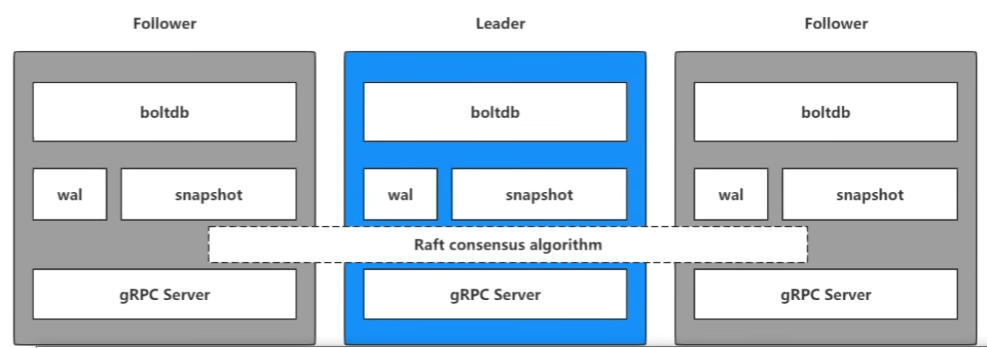 Follower Leader Follower
boltdb boltdb boltdb
wal snapshot wal snapshot wal snapshot
Raft consensus algorithm
gRPC Server gRPC Server gRPC Server